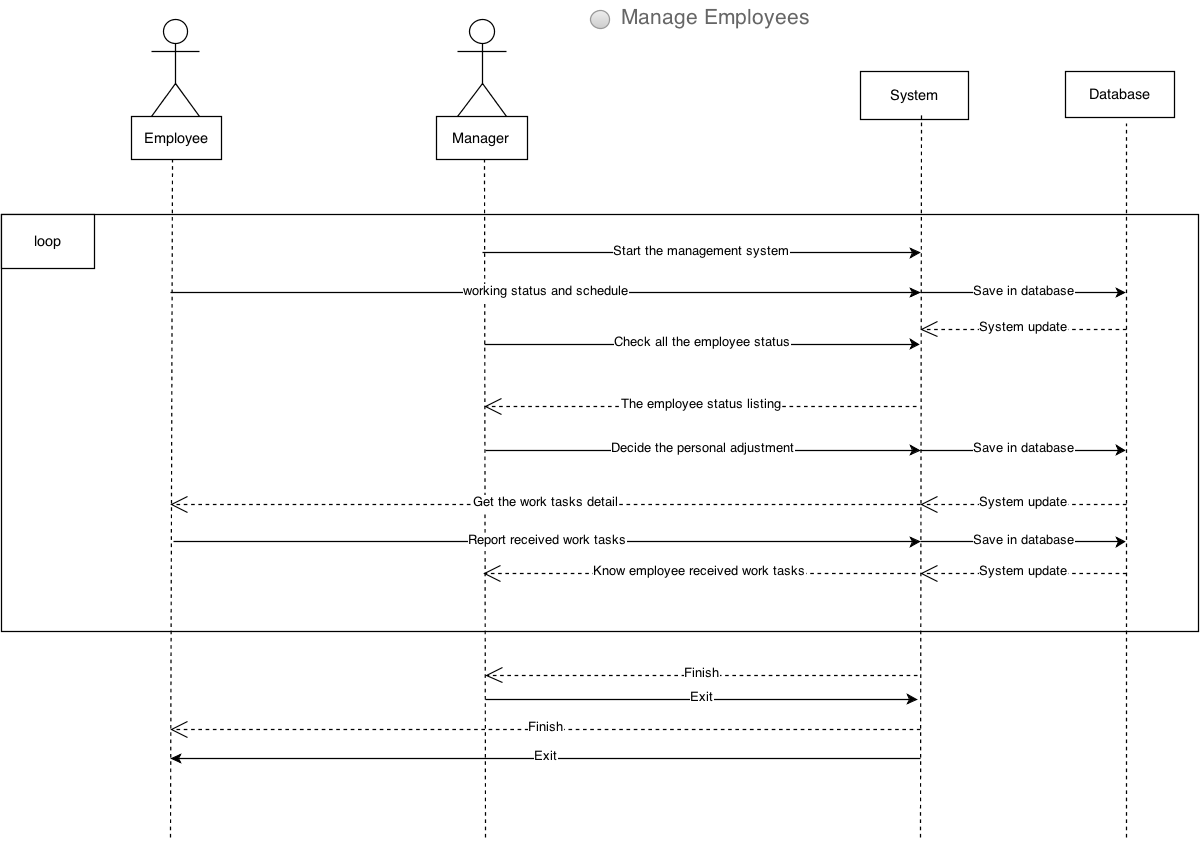 Manage Employees
Employee
Manager
System
Database
loop
Start the management system
working status and schedule
Save in database
System update
Check all the employee status
The employee status listing
Decide the personal adjustment
Save in database
Get the work tasks detail
System update
Report received work tasks
Save in database
Know employee received work tasks
System update
Finish
Exit
Finish
Exit